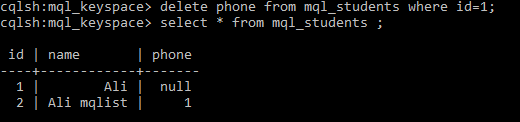 cqlsh:mql_keyspace> delete phone from mql_students where id=1;
cqlsh:mql_keyspace> select * from mql_students ;
id | name | phone
----+------------+-------
1 | Ali | null
2 | Ali mqlist | 1